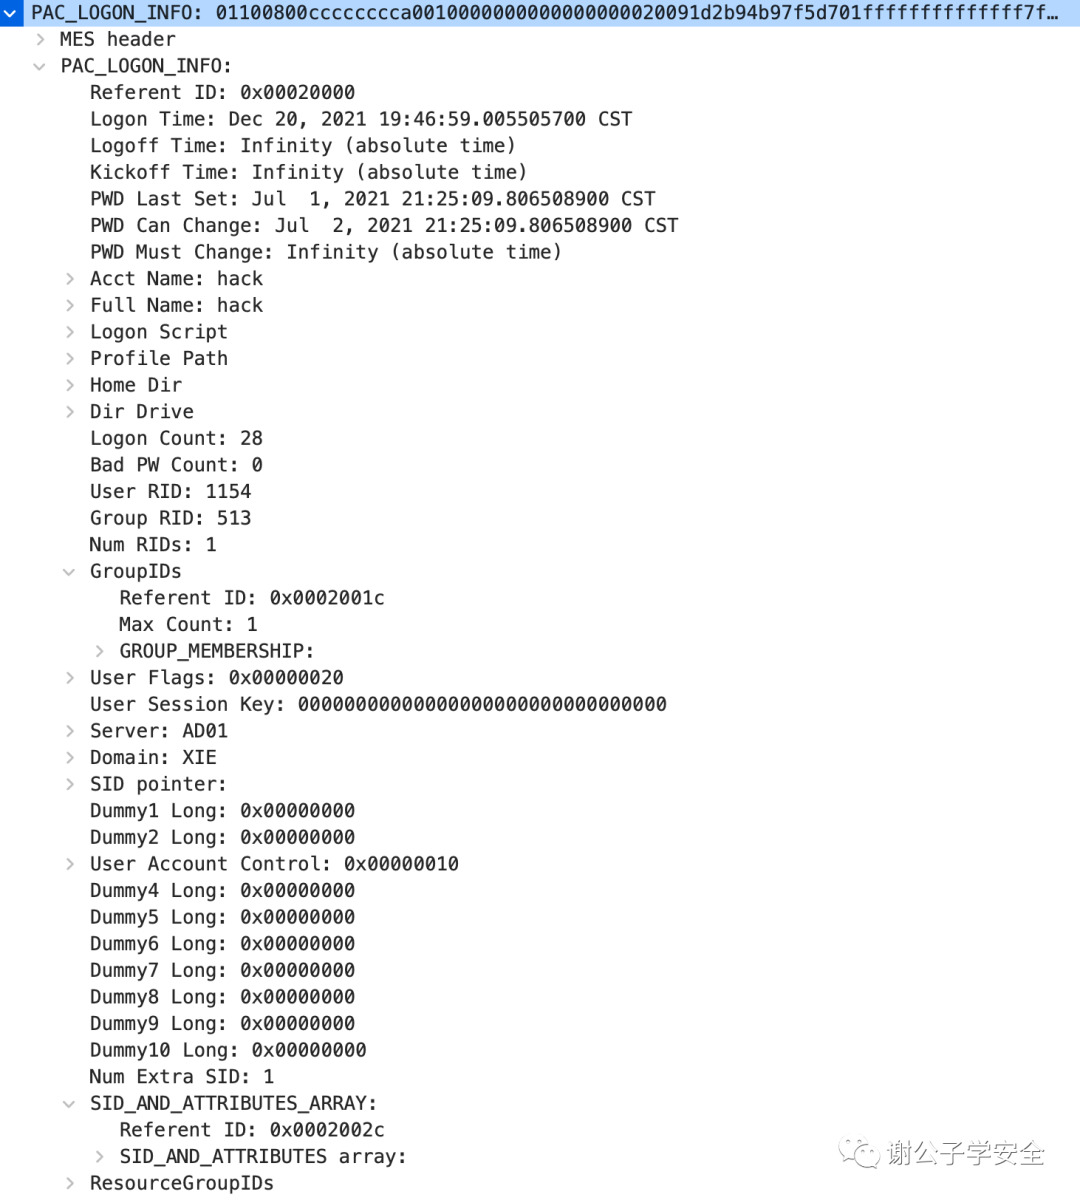 PAC_LOGON_INFO: 01100800cccccccca00100000000000000000020091d2b94b97f5d701ffffffffffffff7f…
MES header
PAC_LOGON_INFO:
Referent ID: 0x00020000
Logon Time: Dec 20, 2021 19:46:59.005505700 CST
Logoff Time: Infinity (absolute time)
Kickoff Time: Infinity (absolute time)
PWD Last Set: Jul  1, 2021 21:25:09.806508900 CST
PWD Can Change: Jul  2, 2021 21:25:09.806508900 CST
PWD Must Change: Infinity (absolute time)
Acct Name: hack
Full Name: hack
Logon Script
Profile Path
Home Dir
Dir Drive
Logon Count: 28
Bad PW Count: 0
User RID: 1154
Group RID: 513
Num RIDs: 1
GroupIDs
Referent ID: 0x0002001c
Max Count: 1
GROUP_MEMBERSHIP:
User Flags: 0x00000020
User Session Key: 00000000000000000000000000000000
Server: AD01
Domain: XIE
SID pointer:
Dummy1 Long: 0x00000000
Dummy2 Long: 0x00000000
User Account Control: 0x00000010
Dummy4 Long: 0x00000000
Dummy5 Long: 0x00000000
Dummy6 Long: 0x00000000
Dummy7 Long: 0x00000000
Dummy8 Long: 0x00000000
Dummy9 Long: 0x00000000
Dummy10 Long: 0x00000000
Num Extra SID: 1
SID_AND_ATTRIBUTES_ARRAY:
Referent ID: 0x0002002c
SID_AND_ATTRIBUTES array:
ResourceGroupIDs
谢公子学安全